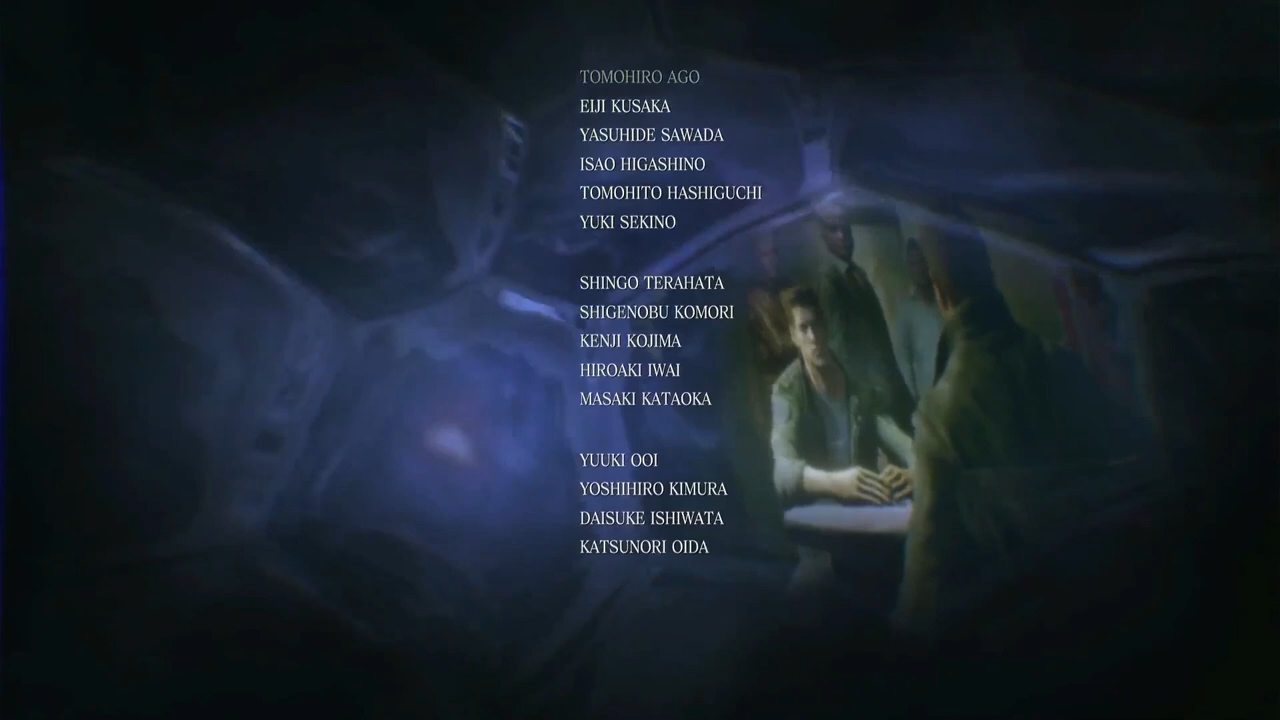 TOMOHIRO AGO
EIJI KUSAKA
YASUHIDE SAWADA
ISAO HIGASHINO
TOMOHITO HASHIGUCHI
YUKI SEKINO
SHINGO TERAHATA
SHIGENOBU KOMORI
KENJI KOJIMA
HIROAKI IWAI
MASAKI KATAOKA
YUUKI OOI
YOSHIHIRO KIMURA
DAISUKE ISHIWATA
KATSUNORI OIDA